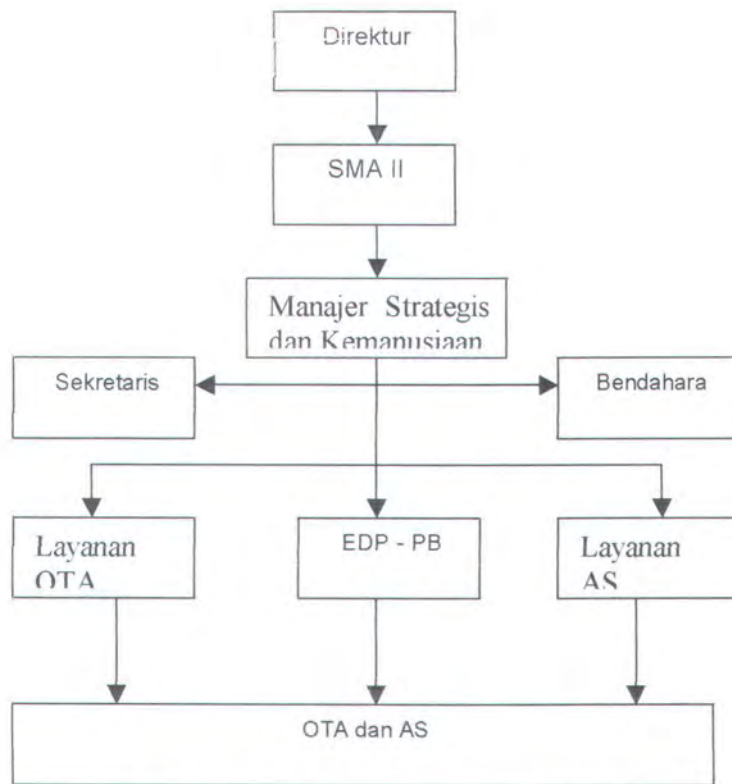 Direktur
SMA II
Manajer Strategis
dan Kemanusiaan
Sekretaris
Bendahara
Layanan
OTA
EDP - PB
Layanan
AS
OTA dan AS